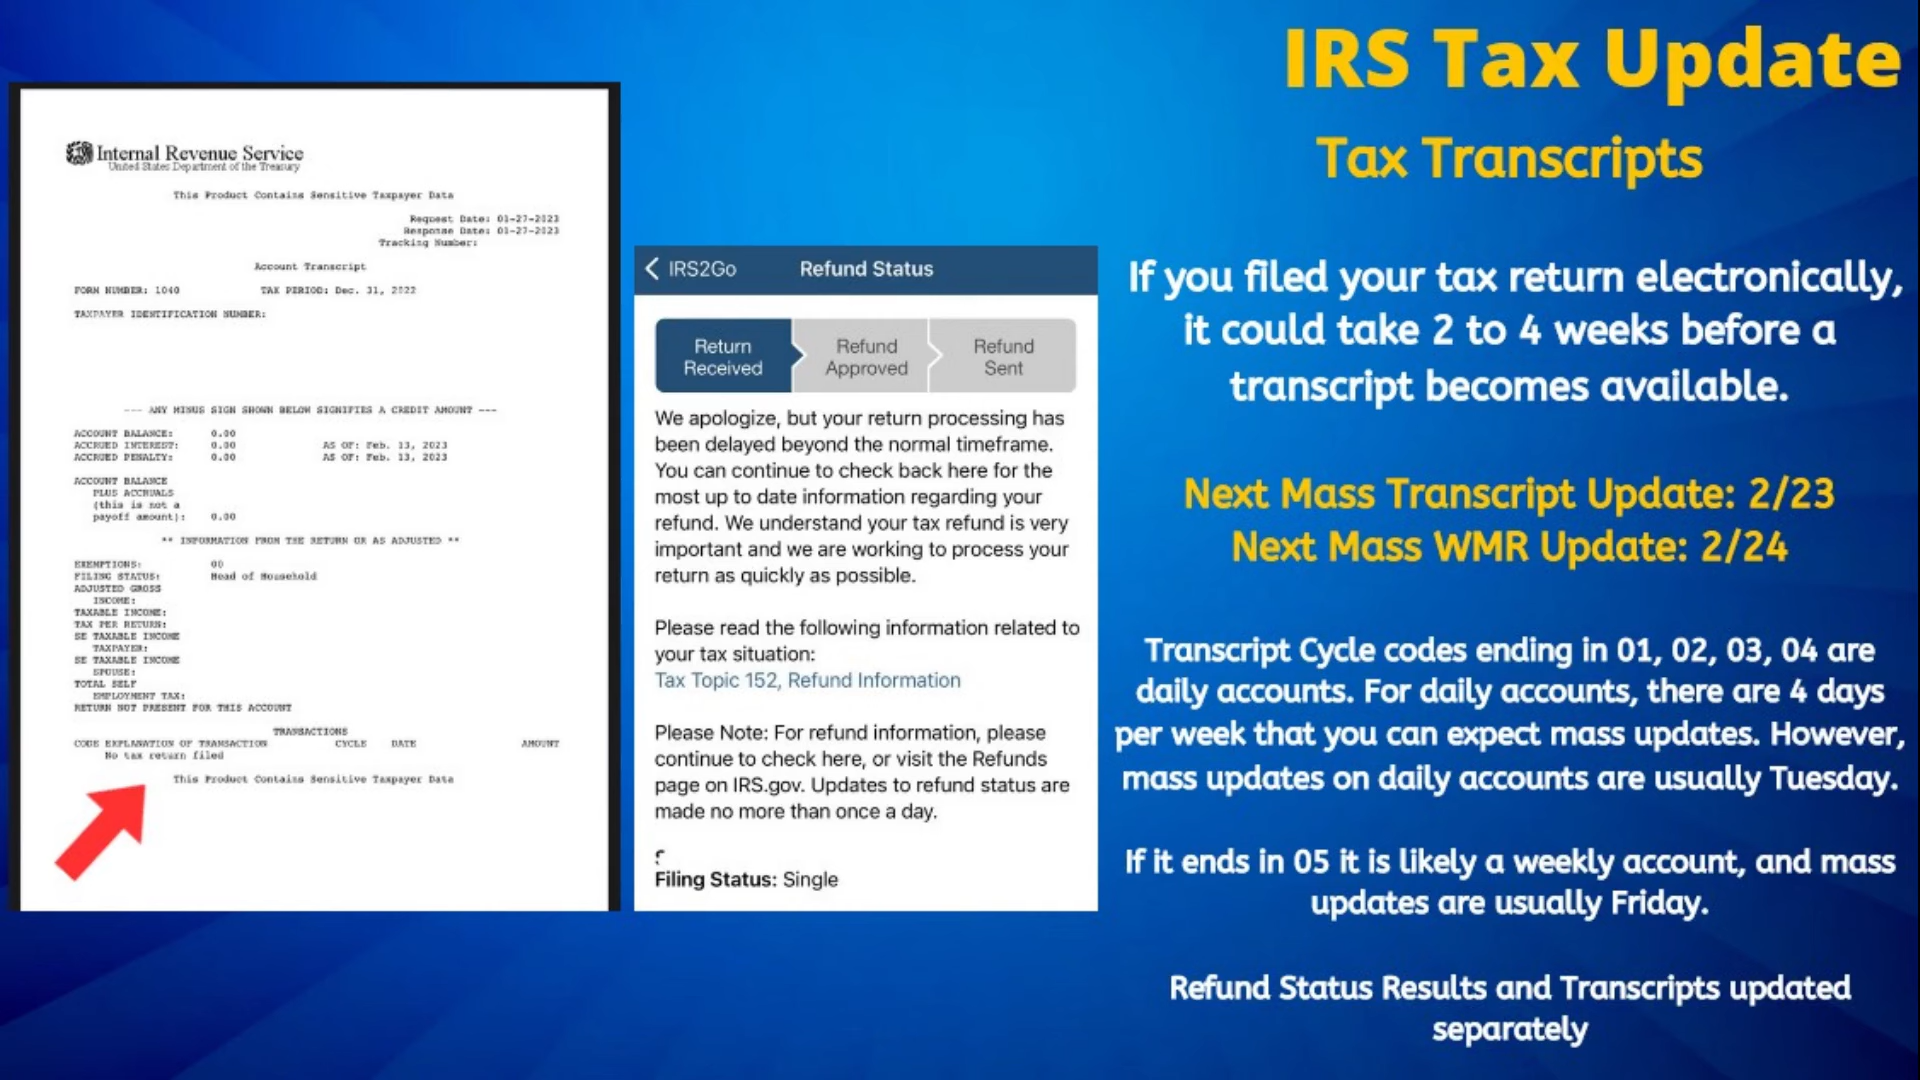 Internal Revenue Service
United States Department of the Treasury
This Product Contains Sensitive Taxpayer Data
Request Date: 01-27-2023
Response Date: 01-27-2023
Tracking Number:
Account Transcript
FORM NUMBER: 1040 TAX PERIOD: Dec. 31, 2022
TAXPAYER IDENTIFICATION NUMBER:
--- ANY MINUS SIGN SHOWN BELOW SIGNIFIES A CREDIT AMOUNT ---
ACCOUNT BALANCE: 0.00
ACCRUED INTEREST: 0.00 AS OF: Feb. 13, 2023
ACCRUED PENALTY: 0.00 AS OF: Feb. 13, 2023
ACCOUNT BALANCE
PLUS ACCRUALS
(this is not a
payoff amount): 0.00
** INFORMATION FROM THE RETURN OR AS ADJUSTED **
EXEMPTIONS: 00
FILING STATUS: Head of Household
ADJUSTED GROSS
INCOME:
TAXABLE INCOME:
TAX PER RETURN:
SE TAXABLE INCOME
TAXPAYER:
SE TAXABLE INCOME
SPOUSE:
TOTAL SELF
EMPLOYMENT TAX:
RETURN NOT PRESENT FOR THIS ACCOUNT
TRANSACTIONS
CODE EXPLANATION OF TRANSACTION CYCLE DATE AMOUNT
No tax return filed
This Product Contains Sensitive Taxpayer Data
IRS2Go Refund Status
Return Received
Refund Approved
Refund Sent
We apologize, but your return processing has
been delayed beyond the normal timeframe.
You can continue to check back here for the
most up to date information regarding your
refund. We understand your tax refund is very
important and we are working to process your
return as quickly as possible.
Please read the following information related to
your tax situation:
Tax Topic 152, Refund Information
Please Note: For refund information, please
continue to check here, or visit the Refunds
page on IRS.gov. Updates to refund status are
made no more than once a day.
Filing Status: Single
IRS Tax Update
Tax Transcripts
If you filed your tax return electronically,
it could take 2 to 4 weeks before a
transcript becomes available.
Next Mass Transcript Update: 2/23
Next Mass WMR Update: 2/24
Transcript Cycle codes ending in 01, 02, 03, 04 are
daily accounts. For daily accounts, there are 4 days
per week that you can expect mass updates. However,
mass updates on daily accounts are usually Tuesday.
If it ends in 05 it is likely a weekly account, and mass
updates are usually Friday.
Refund Status Results and Transcripts updated
separately